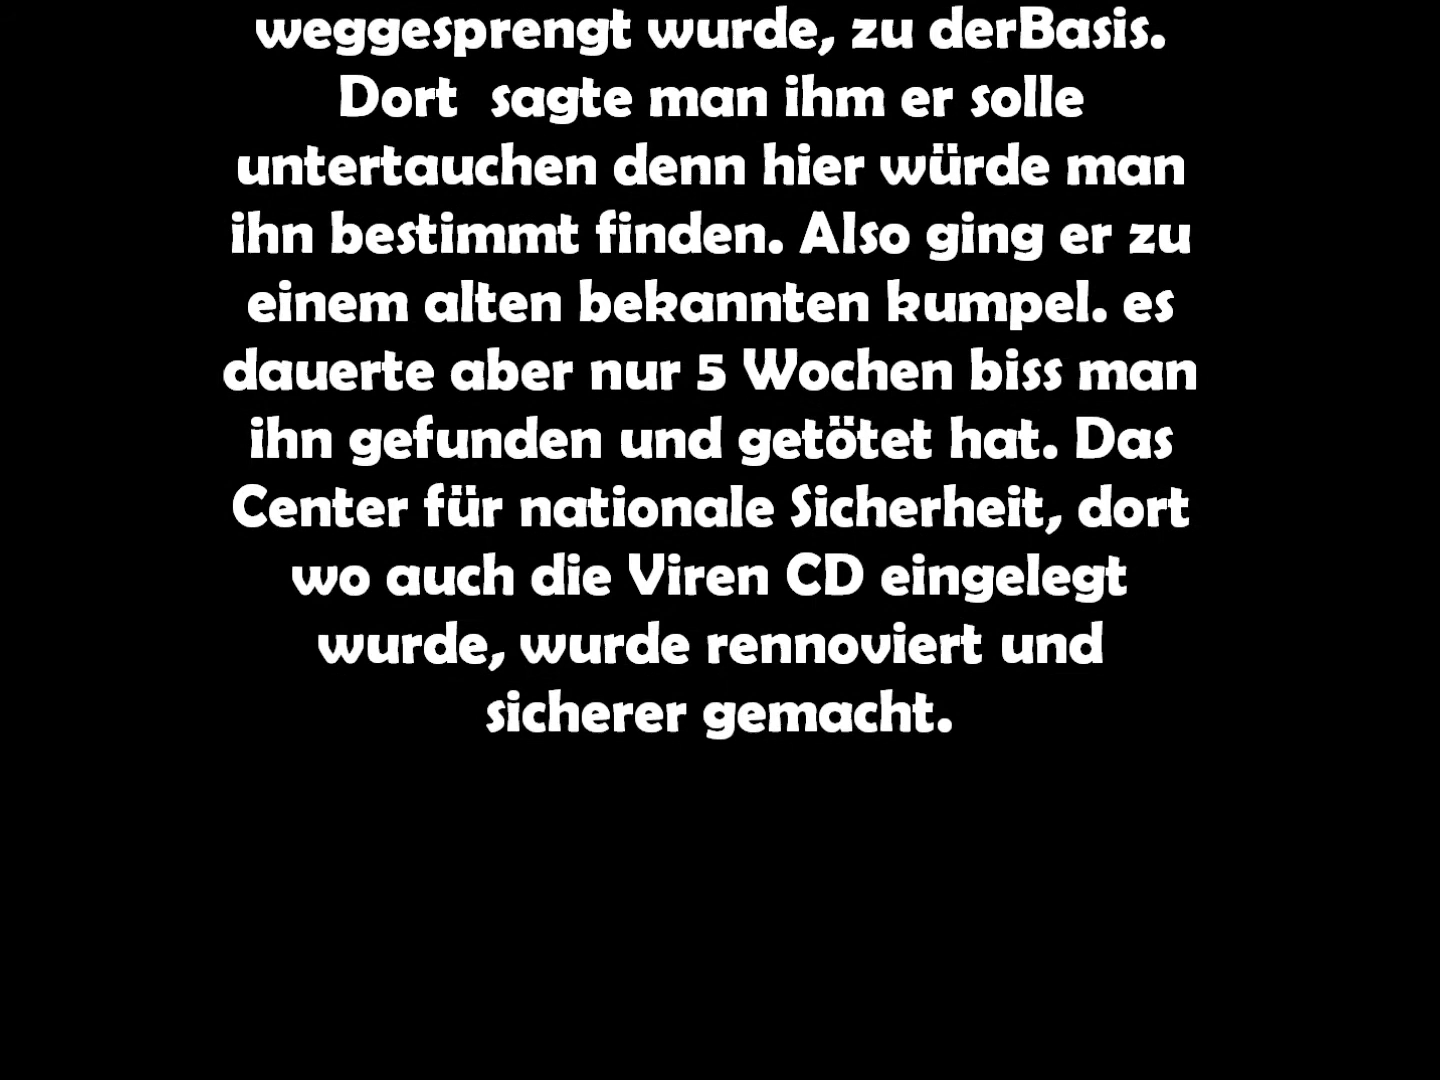 weggesprengt wurde, zu derBasis.
Dort  sagte man ihm er solle
untertauchen denn hier würde man
ihn bestimmt finden. Also ging er zu
einem alten bekannten kumpel. es
dauerte aber nur 5 Wochen biss man
ihn gefunden und getötet hat. Das
Center für nationale Sicherheit, dort
wo auch die Viren CD eingelegt
wurde, wurde rennoviert und
sicherer gemacht.